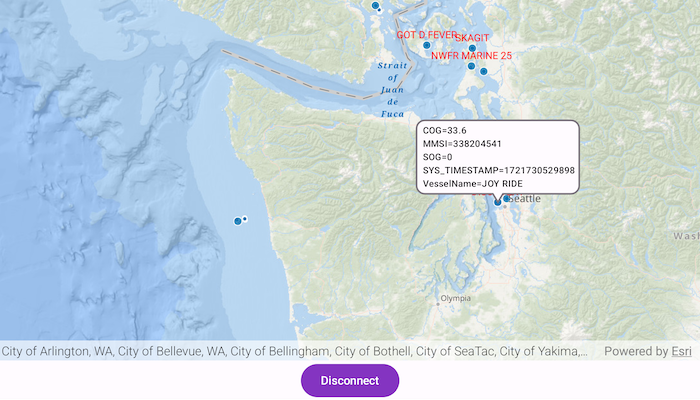 GOT D FEVER
SKAGIT
NWFR MARINE 25
Strait
of
Juan
de
Fuca
COG=33.6
MMSI=338204541
SOG=0
SYS_TIMESTAMP=1721730529898
VesselName=JOY RIDE
Seattle
Olympia
City of Arlington, WA, City of Bellevue, WA, City of Bellingham, City of Bothell, City of SeaTac, City of Yakima,...
Powered by Esri
Disconnect